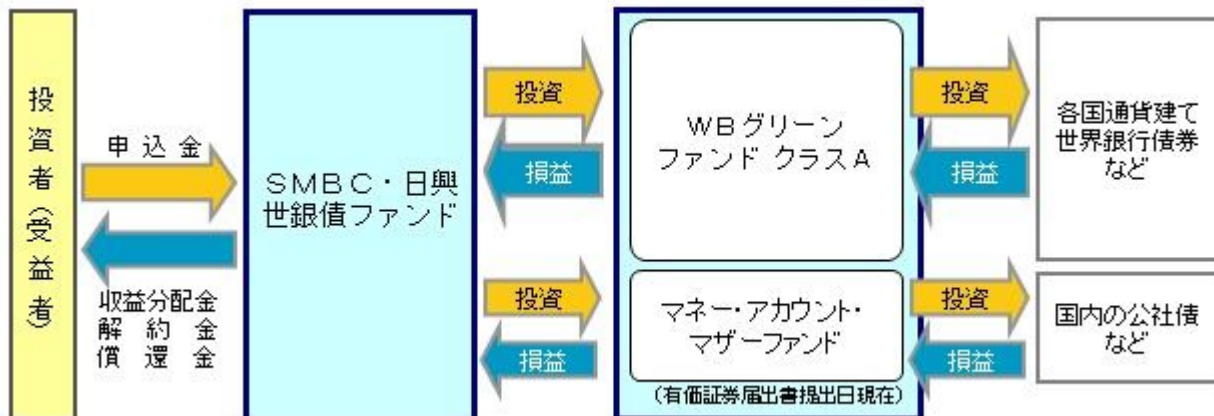 投資者(受益者)
申込金
収益分配金
解約金
償還金
SMBC・日興
世銀債ファンド
投資
損益
投資
損益
WBグリーン
ファンド クラスA
マネー・アカウント・
マザーファンド
(有価証券届出書提出日現在)
投資
損益
投資
損益
各国通貨建て
世界銀行債券
など
国内の公社債
など